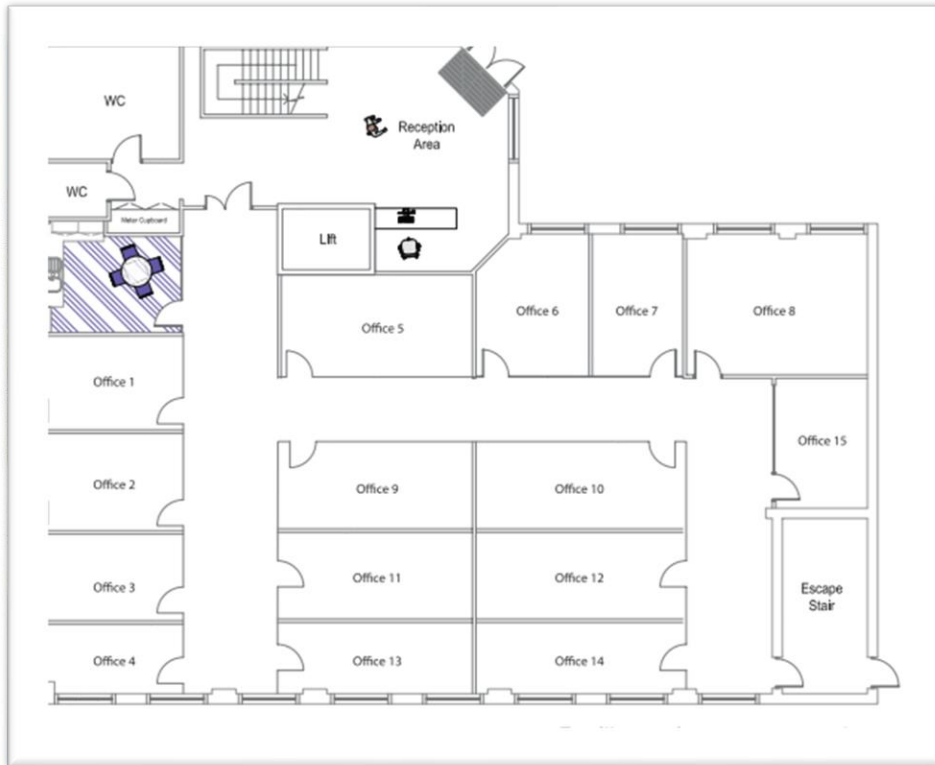 WC
Reception
Area
WC
Meter Cupboard
Lift
Office 5
Office 6
Office 7
Office 8
Office 1
Office 15
Office 2
Office 9
Office 10
Office 3
Office 11
Office 12
Escape
Stair
Office 4
Office 13
Office 14